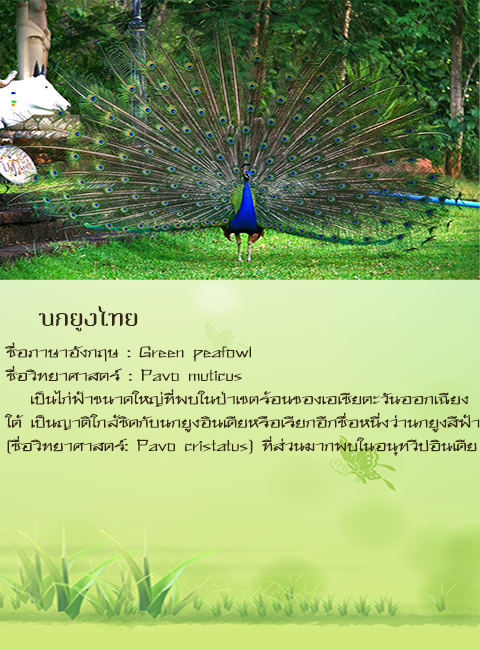 นกยูงไทย
ชื่อภาษาอังกฤษ : Green peafowl
ชื่อวิทยาศาสตร์ : Pavo muticus
เป็นไก่ฟ้าขนาดใหญ่ที่พบในป่าเขตร้อนของเอเชียตะวันออกเฉียง
ใต้ เป็นญาติใกล้ชิดกับนกยูงอินเดียหรือเรียกอีกชื่อหนึ่งว่านกยูงสีฟ้า
(ชื่อวิทยาศาสตร์: Pavo cristatus) ที่ส่วนมากพบในอนุทวีปอินเดีย